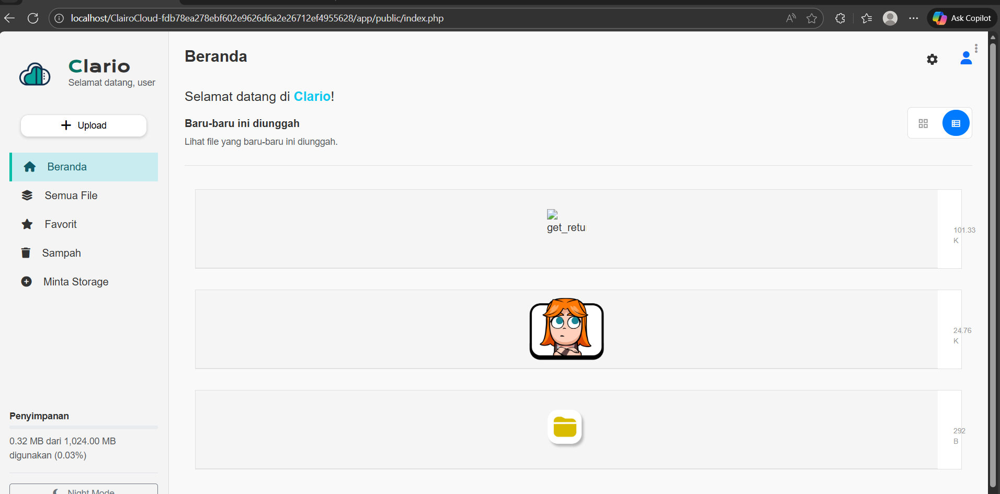 localhost/ClairoCloud-fdb78ea278ebf602e9626d6a2e26712ef4955628/app/public/index.php
Ask Copilot
Clario
Selamat datang, user
Upload
Beranda
Semua File
Favorit
Sampah
Minta Storage
Penyimpanan
0.32 MB dari 1,024.00 MB
digunakan (0.03%)
Night Mode
Beranda
Selamat datang di Clario!
Baru-baru ini diunggah
Lihat file yang baru-baru ini diunggah.
get_retu
101.33
K
24.76
K
292
B